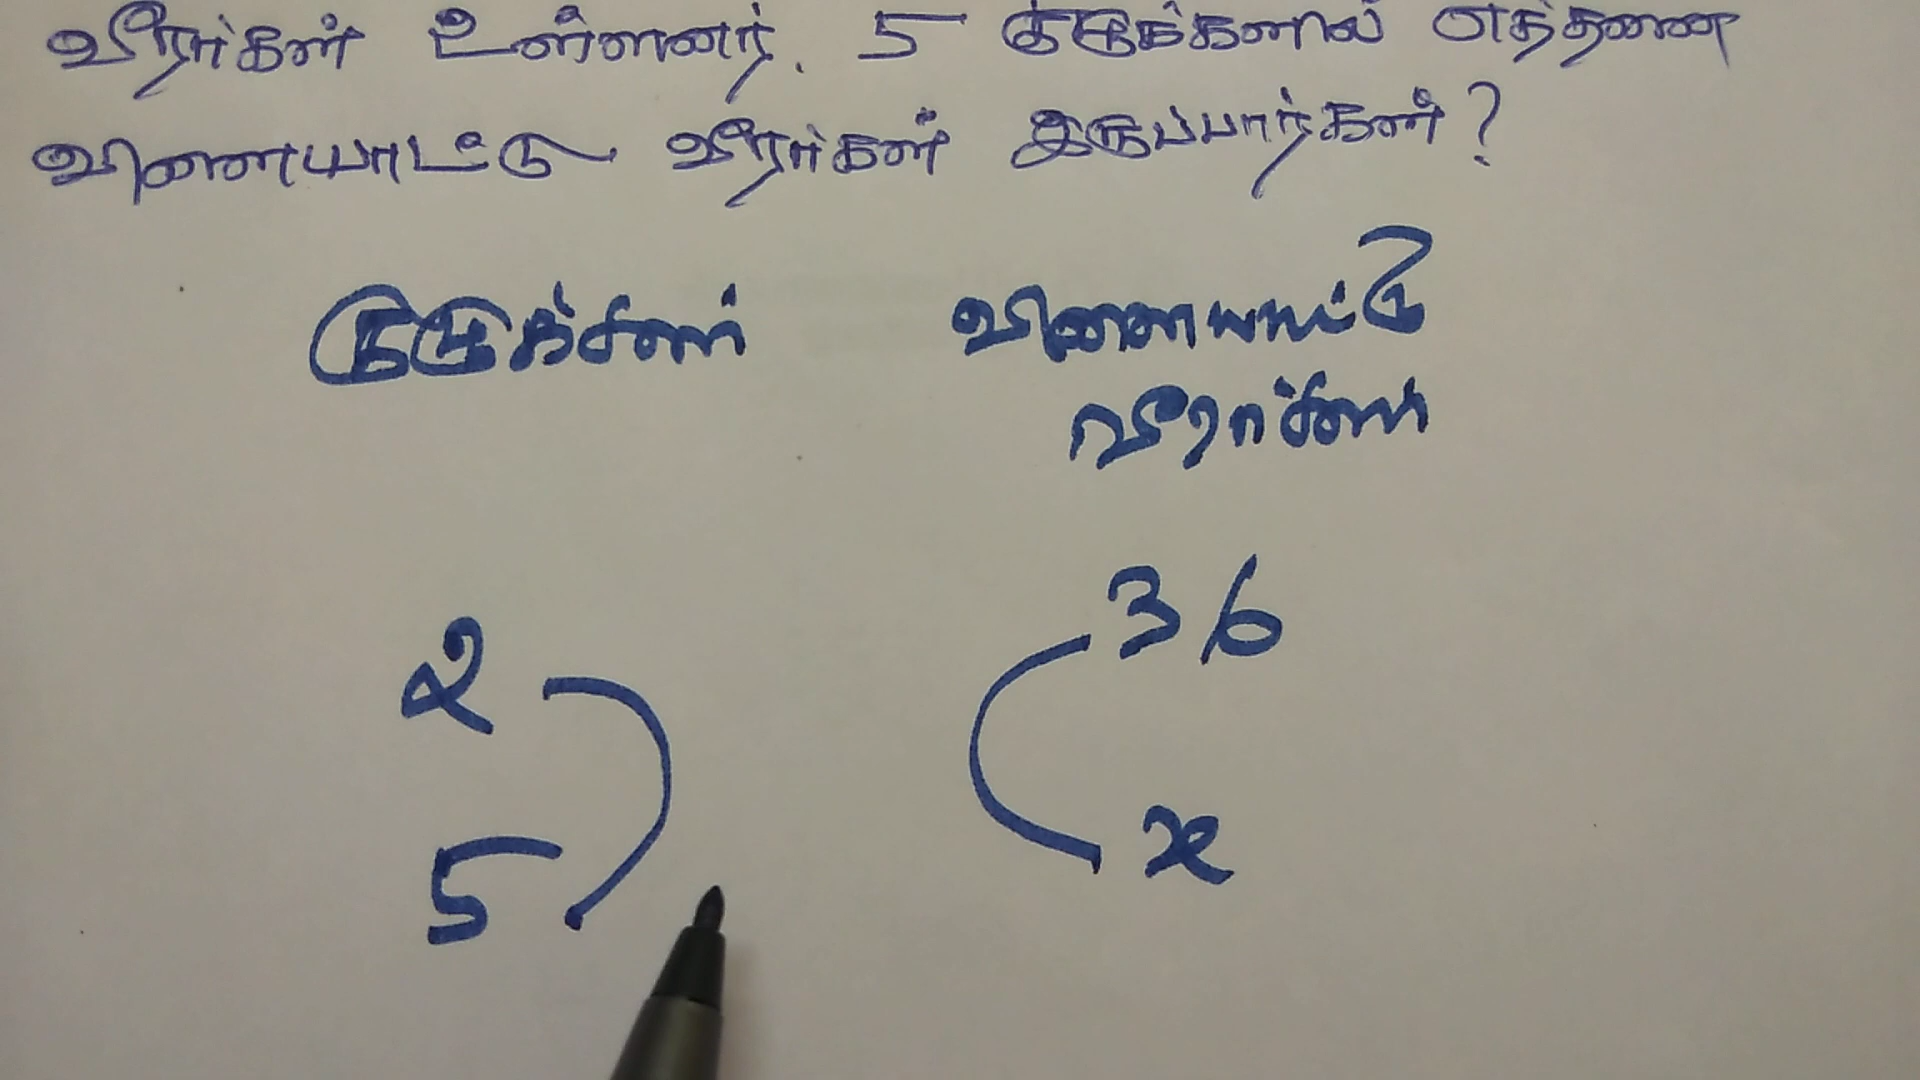 வீரர்கள் உள்ளனர். 5 குழுக்களில் எத்தனை
விளையாட்டு வீரர்கள் இருப்பார்கள்?
குழுக்கள் விளையாட்டு
வீரர்கள்
2 36
5 x